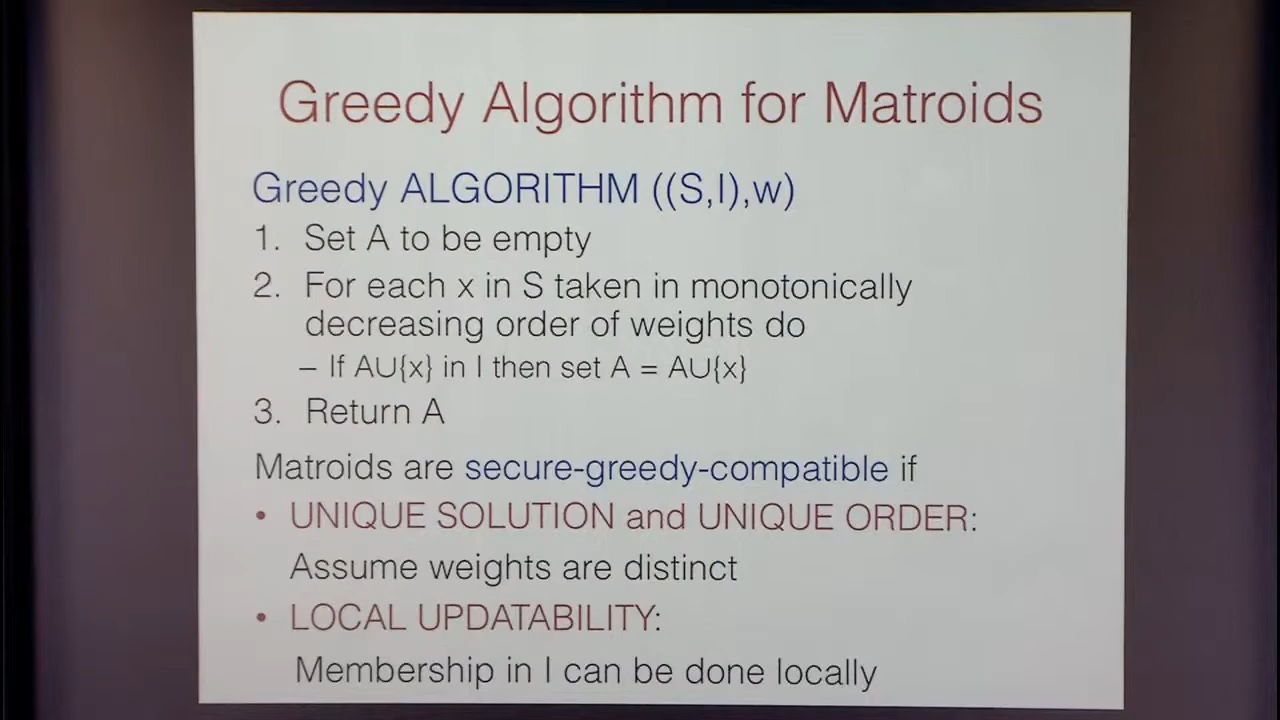 Greedy Algorithm for Matroids
Greedy ALGORITHM ((S,I),w)
1. Set A to be empty
2. For each x in S taken in monotonically
decreasing order of weights do
– If AU{x} in I then set A = AU{x}
3. Return A
Matroids are secure-greedy-compatible if
• UNIQUE SOLUTION and UNIQUE ORDER:
Assume weights are distinct
• LOCAL UPDATABILITY:
Membership in I can be done locally